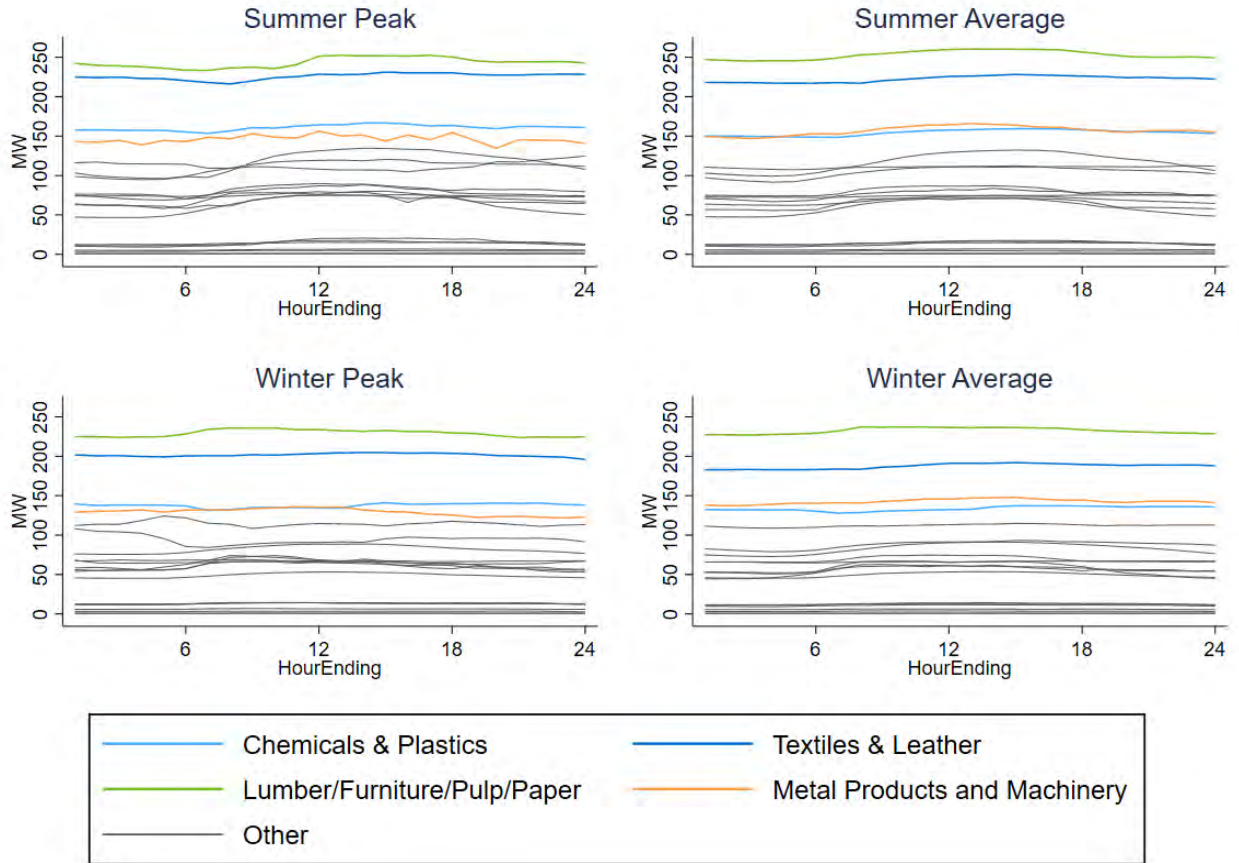 Summer Peak
Summer Average
MW
0 50 100 150 200 250
6 12 18 24
HourEnding
MW
0 50 100 150 200 250
6 12 18 24
HourEnding
Winter Peak
Winter Average
MW
0 50 100 150 200 250
6 12 18 24
HourEnding
MW
0 50 100 150 200 250
6 12 18 24
HourEnding
Chemicals & Plastics
Textiles & Leather
Lumber/Furniture/Pulp/Paper
Metal Products and Machinery
Other